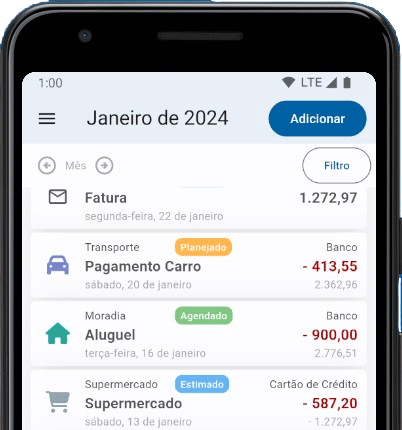 1:00 LTE
Janeiro de 2024 Adicionar
Mês Filtro
Fatura 1.272,97
segunda-feira, 22 de janeiro
Transporte Planejado Banco
Pagamento Carro - 413,55
sábado, 20 de janeiro 2.362,96
Moradia Agendado Banco
Aluguel - 900,00
terça-feira, 16 de janeiro 2.776,51
Supermercado Estimado Cartão de Crédito
Supermercado - 587,20
sábado, 13 de janeiro - 1.272,97